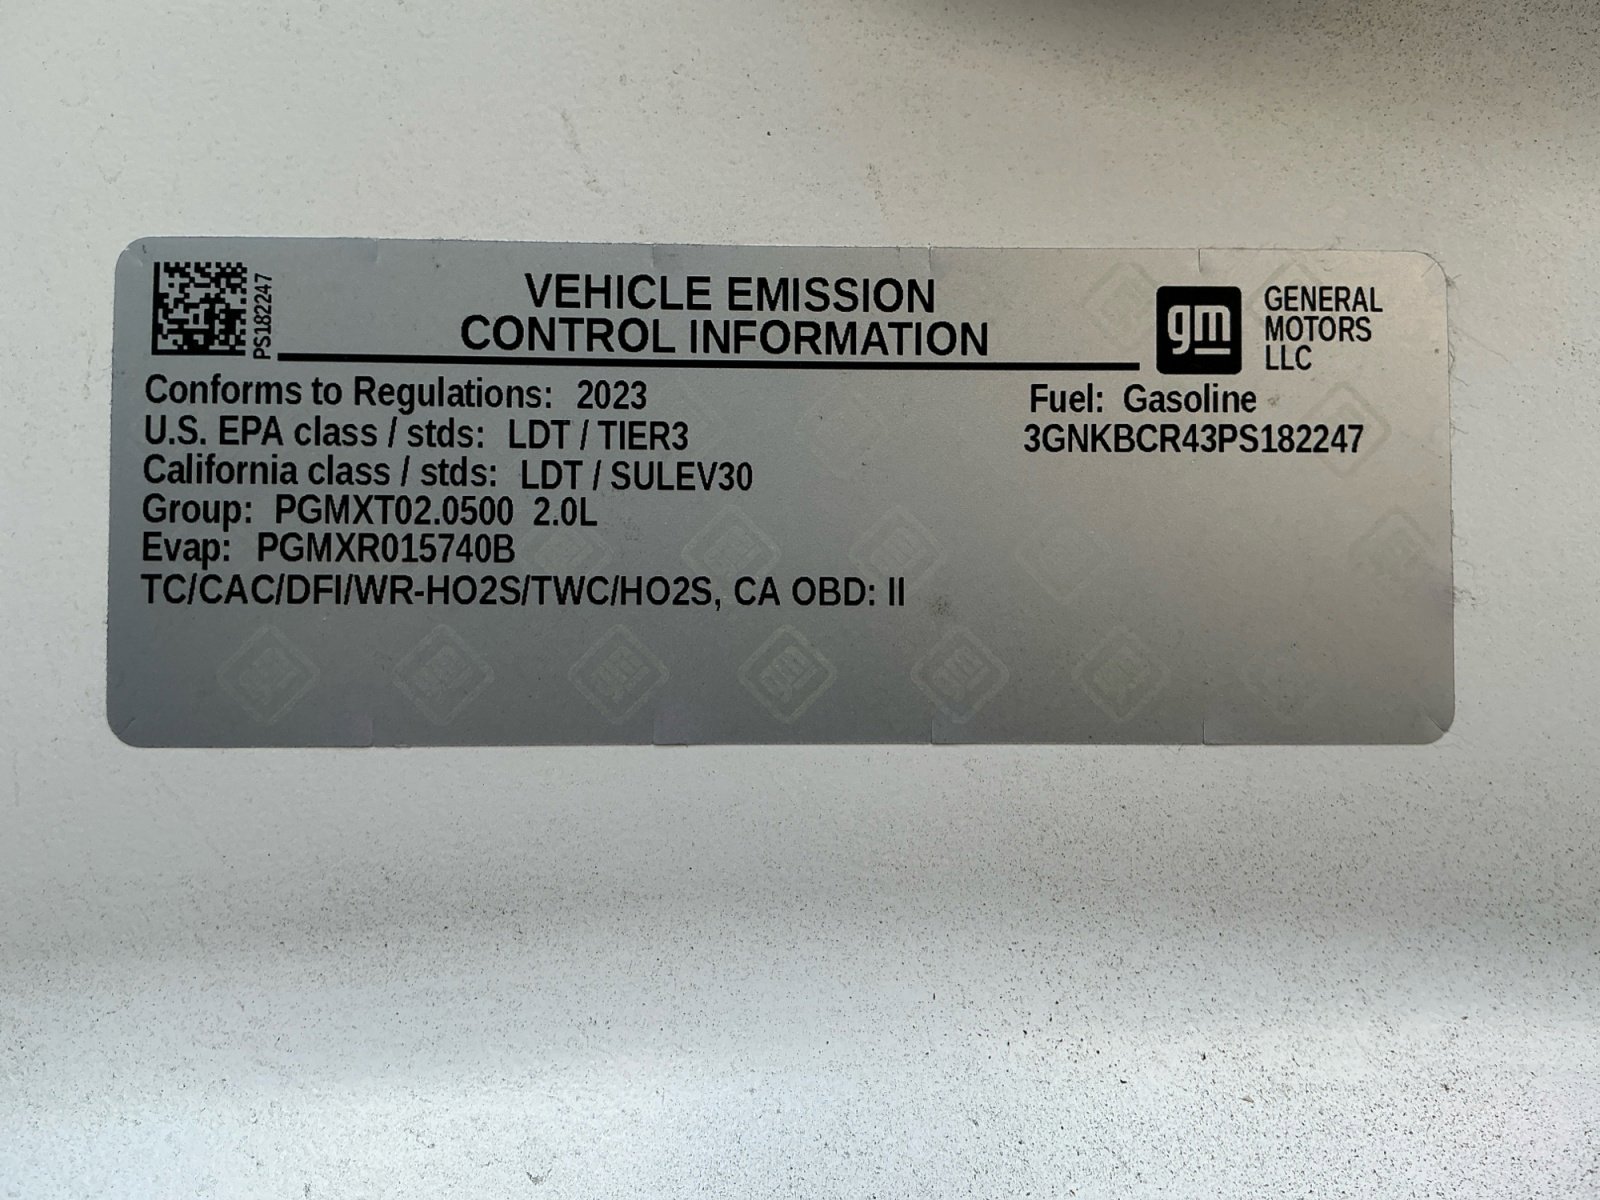 PS182247
VEHICLE EMISSION
CONTROL INFORMATION
gm
GENERAL
MOTORS
LLC
Conforms to Regulations: 2023
U.S. EPA class / stds: LDT / TIER3
California class / stds: LDT / SULEV30
Group: PGMXT02.0500 2.0L
Evap: PGMXR015740B
TC/CAC/DFI/WR-HO2S/TWC/HO2S, CA OBD: II
Fuel: Gasoline
3GNKBCR43PS182247